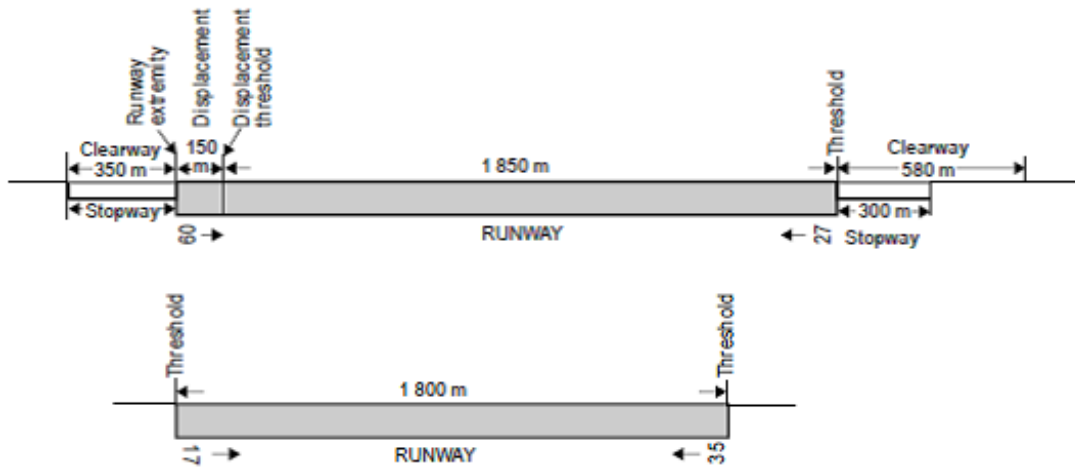 Runway
extremity
Displacement
Displacement
threshold
Threshold
Clearway
350 m
150
m
1 850 m
Clearway
580 m
Stopway
300 m
09
RUNWAY
27
Stopway
Threshold
Threshold
1 800 m
17
RUNWAY
35